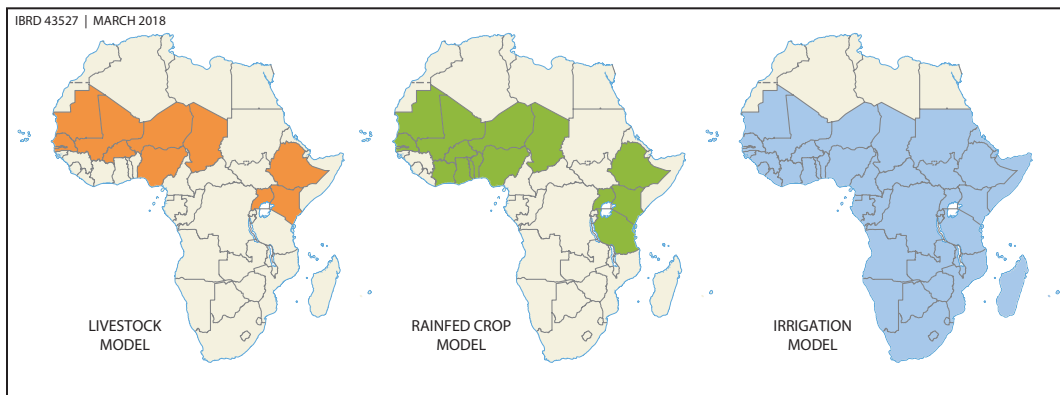 IBRD 43527 | MARCH 2018
LIVESTOCK
MODEL
RAINFED CROP
MODEL
IRRIGATION
MODEL